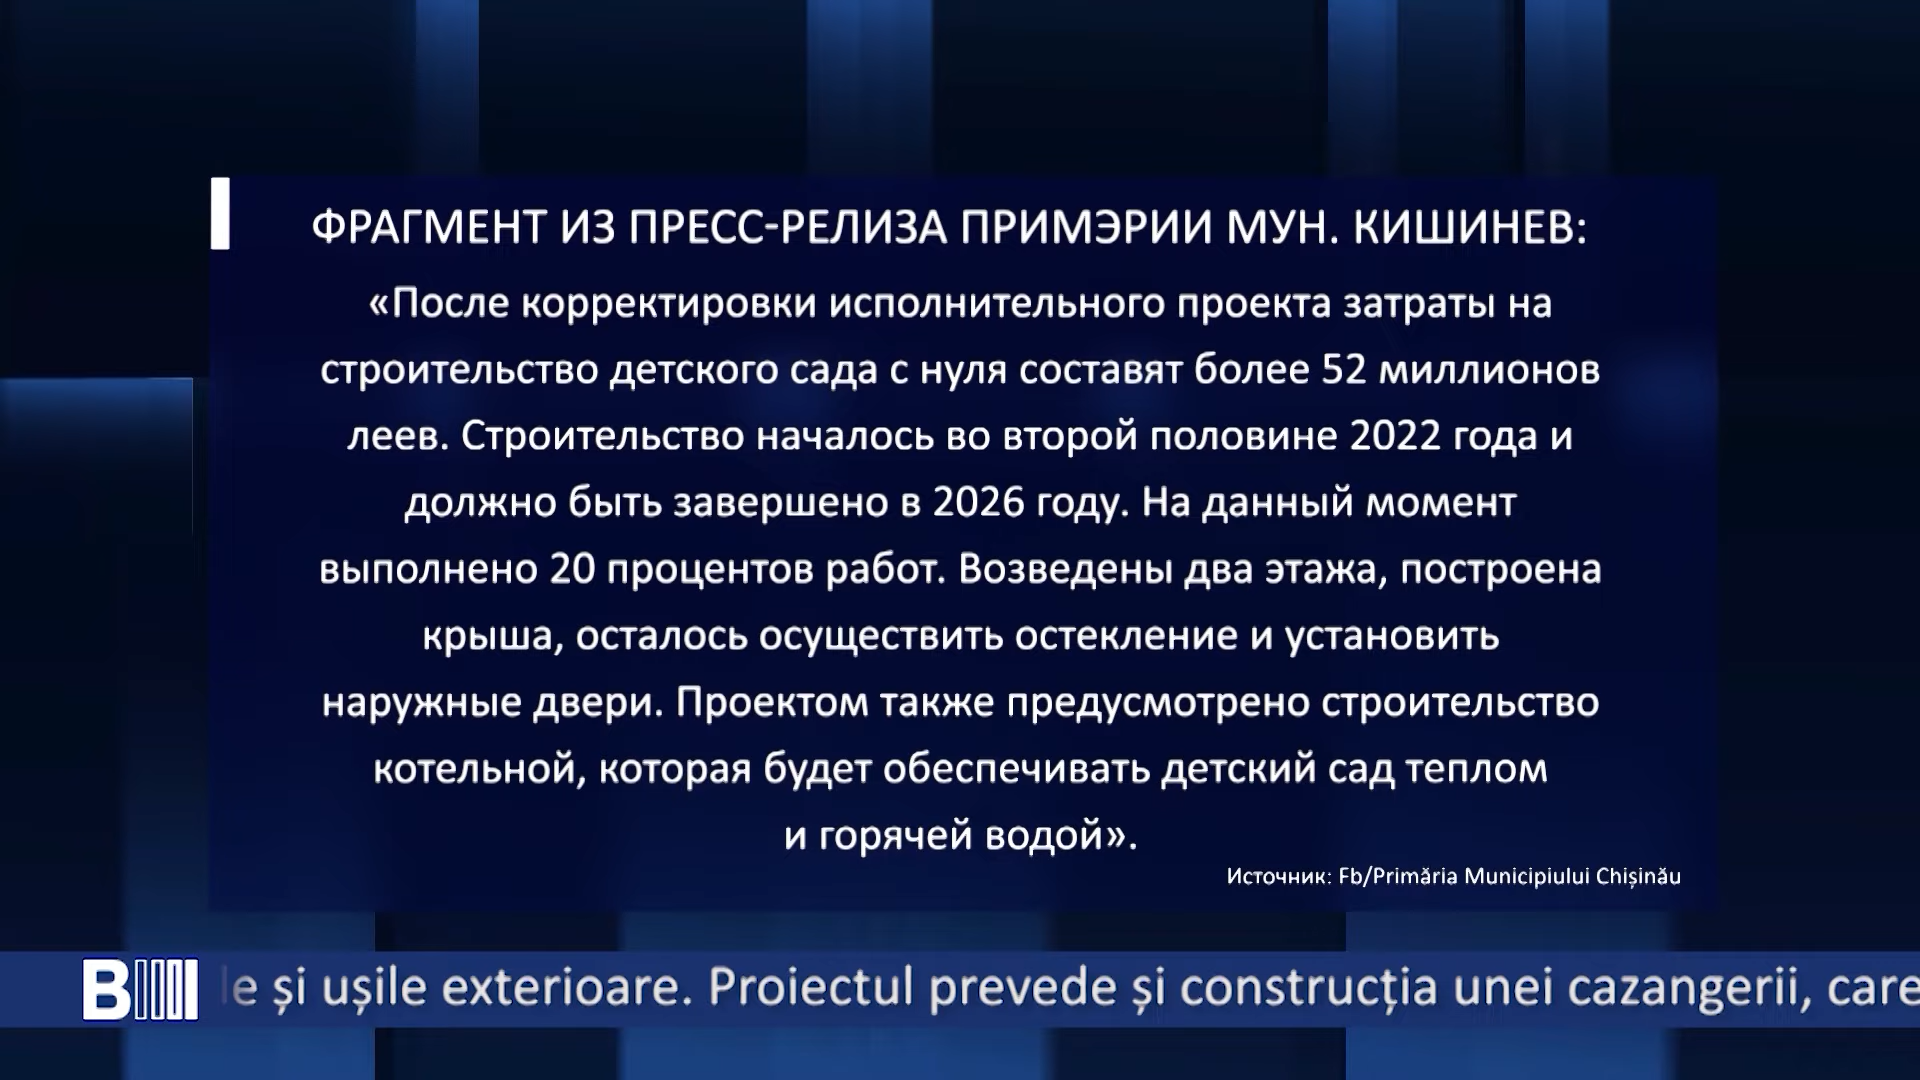 ФРАГМЕНТ ИЗ ПРЕСС-РЕЛИЗА ПРИМЭРИИ МУН. КИШИНЕВ:
«После корректировки исполнительного проекта затраты на
строительство детского сада с нуля составят более 52 миллионов
леев. Строительство началось во второй половине 2022 года и
должно быть завершено в 2026 году. На данный момент
выполнено 20 процентов работ. Возведены два этажа, построена
крыша, осталось осуществить остекление и установить
наружные двери. Проектом также предусмотрено строительство
котельной, которая будет обеспечивать детский сад теплом
и горячей водой».
Источник: Fb/Primăria Municipiului Chișinău
B le și ușile exterioare. Proiectul prevede și construcția unei cazangerii, care